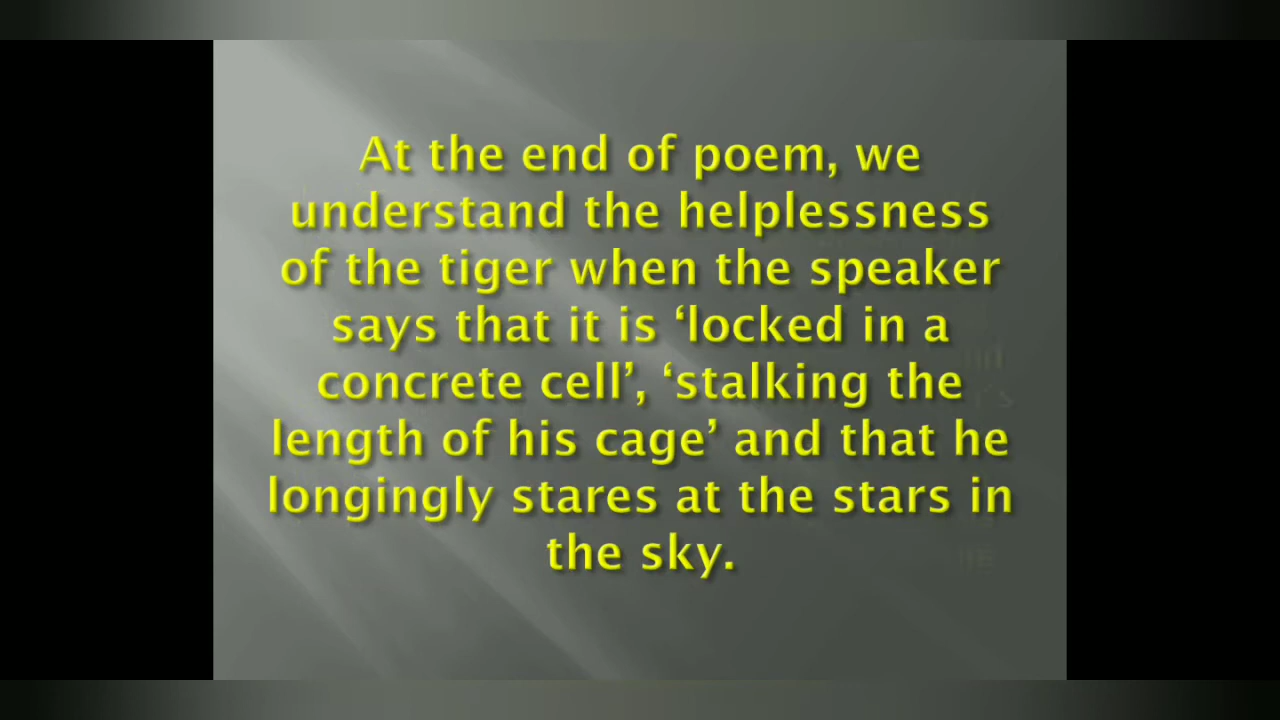 At the end of poem, we
understand the helplessness
of the tiger when the speaker
says that it is ‘locked in a
concrete cell’, ‘stalking the
length of his cage’ and that he
longingly stares at the stars in
the sky.